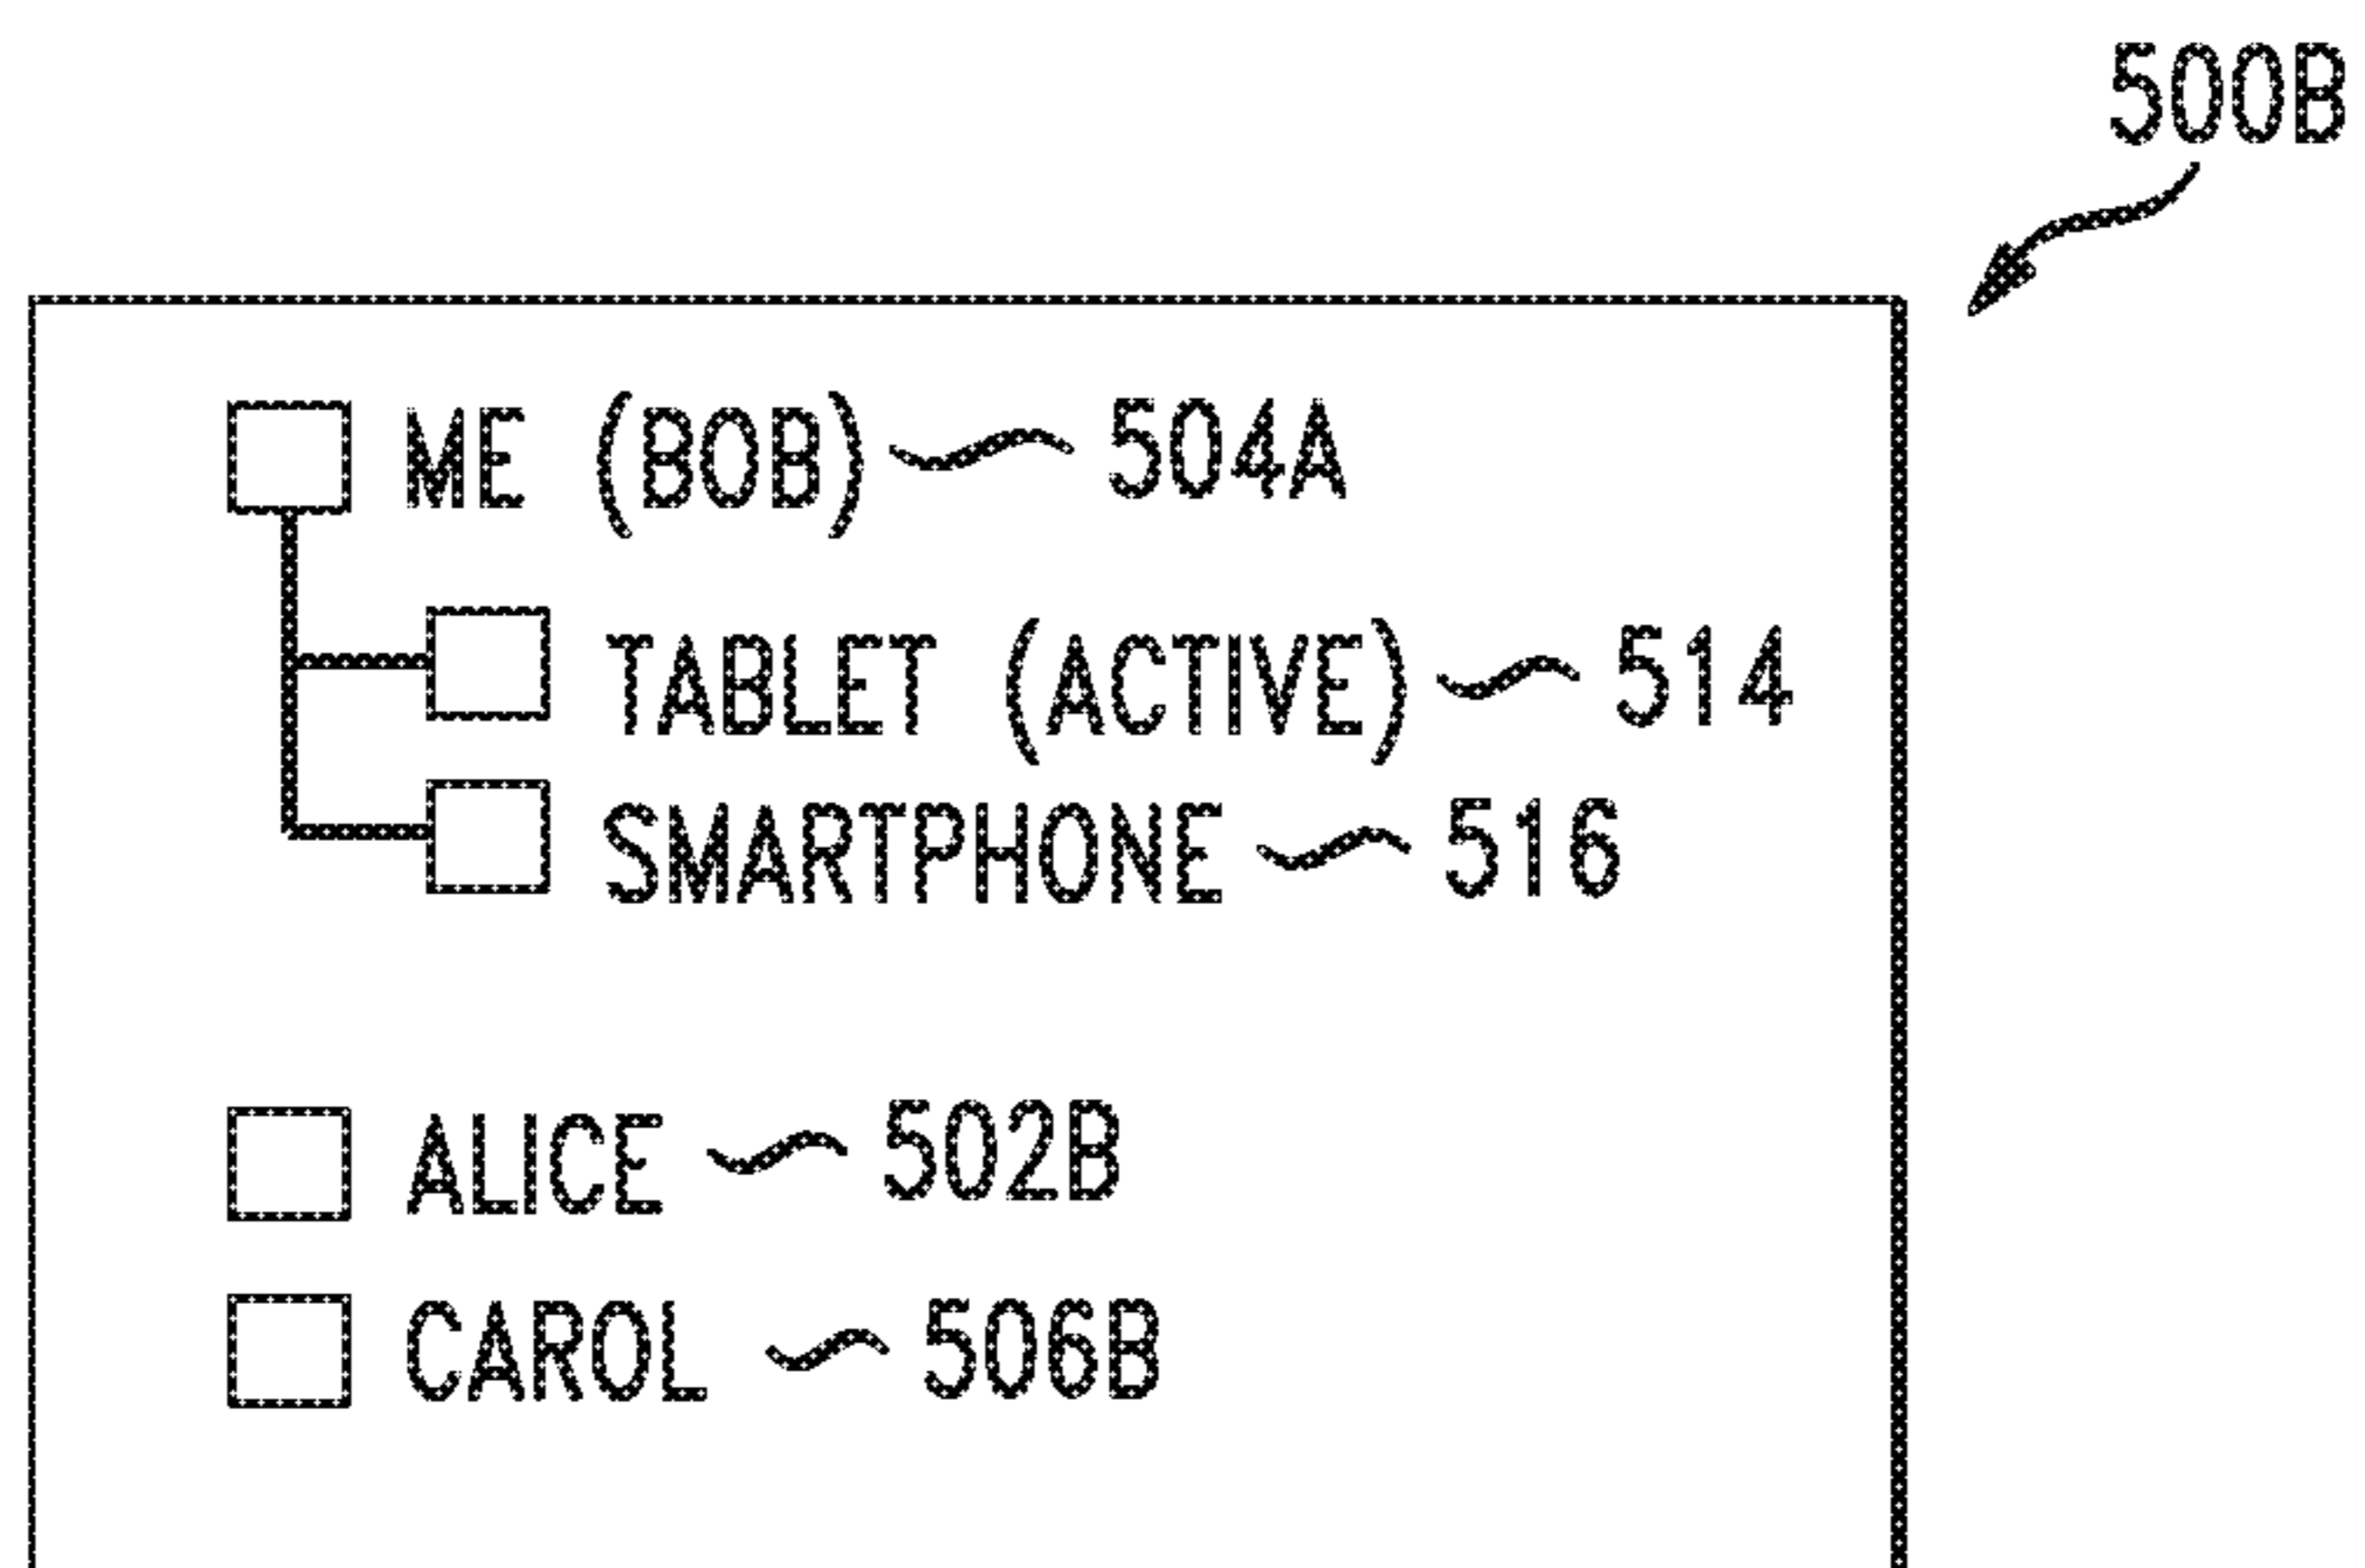 500B
ME (BOB) 504A
TABLET (ACTIVE) 514
SMARTPHONE 516
ALICE 502B
CAROL 506B